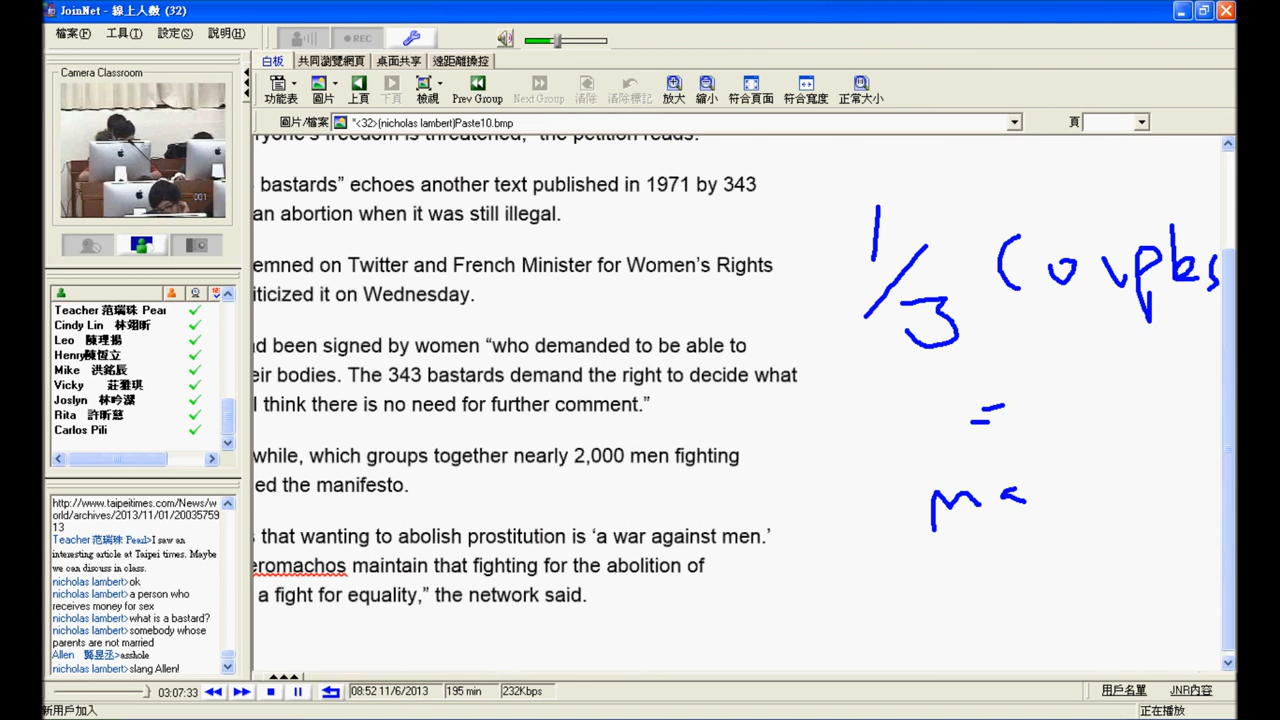 JoinNet - 線上人數 (32)
檔案(F) 工具(T) 設定(S) 說明(H)
REC
Camera Classroom
白板 共同瀏覽網頁 桌面共享 遠距離操控
功能表 圖片 上頁 下頁 檢視 Prev Group Next Group 清除 清除標記 放大 縮小 符合頁面 符合寬度 正常大小
圖片/檔案 *<32>(nicholas lambert)Paste10.bmp 頁
001
Teacher 范瑞珠 Pearl
Cindy Lin 林翊昕
Leo 陳理揚
Henry陳恆立
Mike 洪銘辰
Vicky 莊雅琪
Joslyn 林吟潔
Rita 許昕慈
Carlos Pili
http://www.taipeitimes.com/News/w
orld/archives/2013/11/01/20035759
13
Teacher 范瑞珠 Pearl>I saw an
interesting article at Taipei times. Maybe
we can discuss in class.
nicholas lambert>ok
nicholas lambert>a person who
receives money for sex
nicholas lambert>what is a bastard?
nicholas lambert>somebody whose
parents are not married
Allen 龔昱丞>asshole
nicholas lambert>slang Allen!
eryone's freedom is threatened," the petition reads.
bastards” echoes another text published in 1971 by 343
an abortion when it was still illegal.
emned on Twitter and French Minister for Women’s Rights
iticized it on Wednesday.
d been signed by women “who demanded to be able to
eir bodies. The 343 bastards demand the right to decide what
I think there is no need for further comment.”
while, which groups together nearly 2,000 men fighting
ed the manifesto.
s that wanting to abolish prostitution is ‘a war against men.’
eromachos maintain that fighting for the abolition of
a fight for equality,” the network said.
1/3 Couples
=
Ma
03:07:33 08:52 11/6/2013 195 min 232Kbps 用戶名單 JNR內容
新用戶加入 正在播放